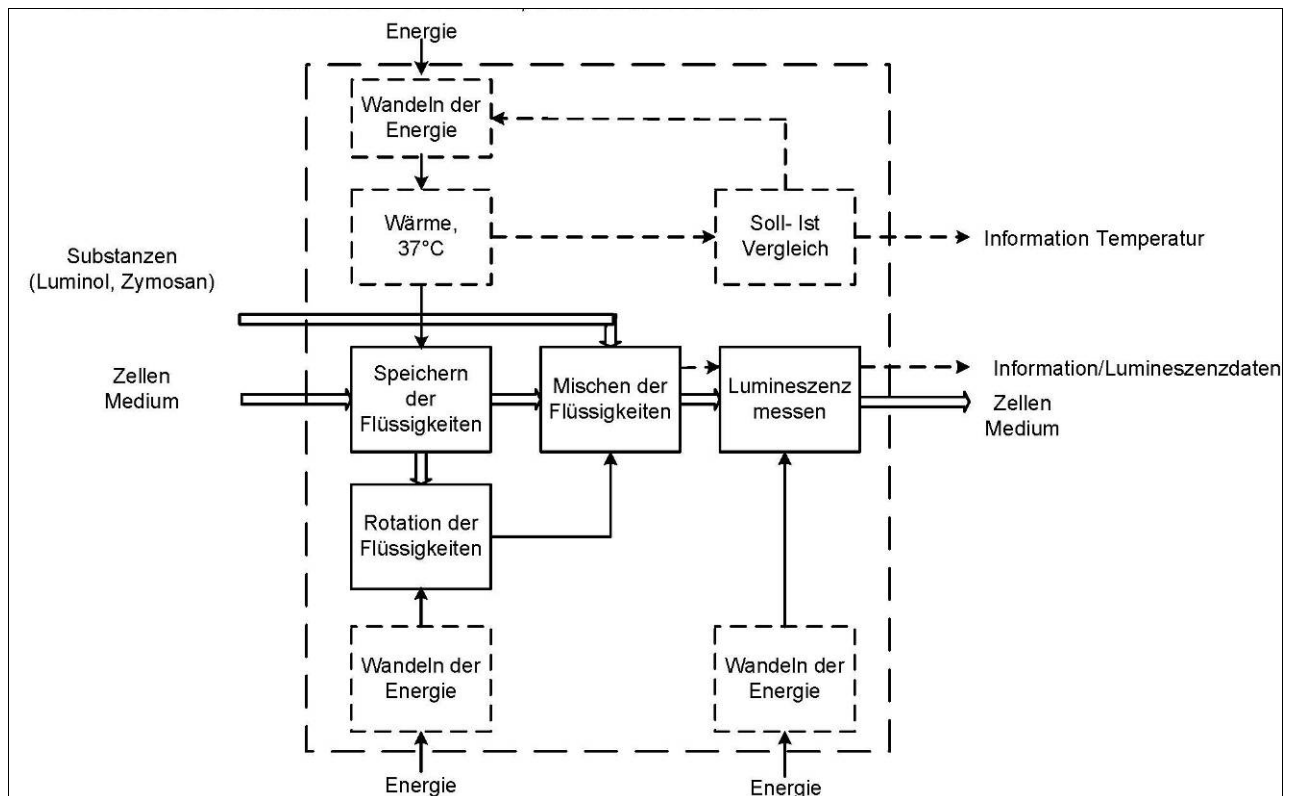 Energie
Wandeln der
Energie
Wärme,
37°C
Soll- Ist
Vergleich
Information Temperatur
Substanzen
(Luminol, Zymosan)
Zellen
Medium
Speichern
der
Flüssigkeiten
Mischen der
Flüssigkeiten
Lumineszenz
messen
Information/Lumineszenzdaten
Zellen
Medium
Rotation der
Flüssigkeiten
Wandeln der
Energie
Wandeln der
Energie
Energie
Energie